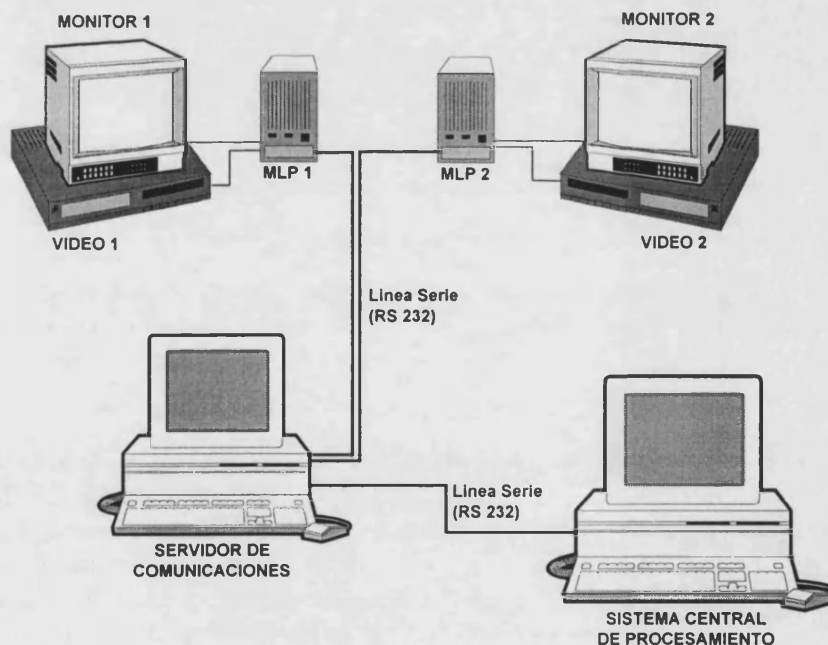 MONITOR 1
MONITOR 2
MLP 1
MLP 2
VIDEO 1
VIDEO 2
Linea Serie
(RS 232)
Linea Serie
(RS 232)
SERVIDOR DE
COMUNICACIONES
SISTEMA CENTRAL
DE PROCESAMIENTO